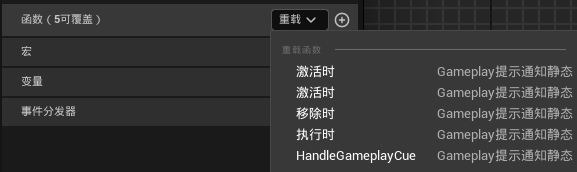 函数（5可覆盖）
重载
宏
变量
事件分发器
重载函数
激活时 Gameplay提示通知静态
激活时 Gameplay提示通知静态
移除时 Gameplay提示通知静态
执行时 Gameplay提示通知静态
HandleGameplayCue Gameplay提示通知静态